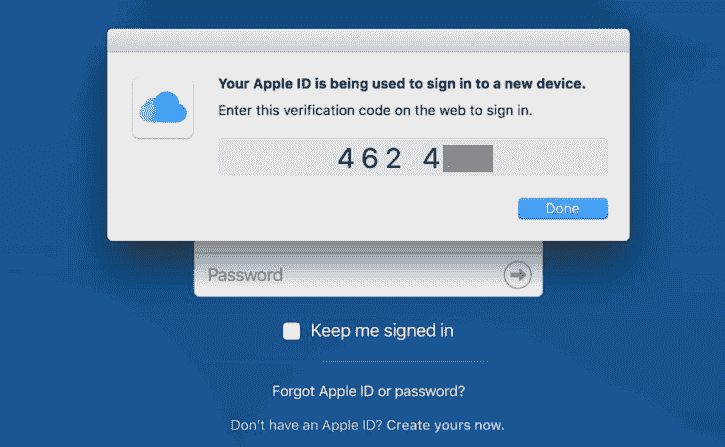 Your Apple ID is being used to sign in to a new device.
Enter this verification code on the web to sign in.
462 4
Done
Password
Keep me signed in
Forgot Apple ID or password?
Don't have an Apple ID? Create yours now.